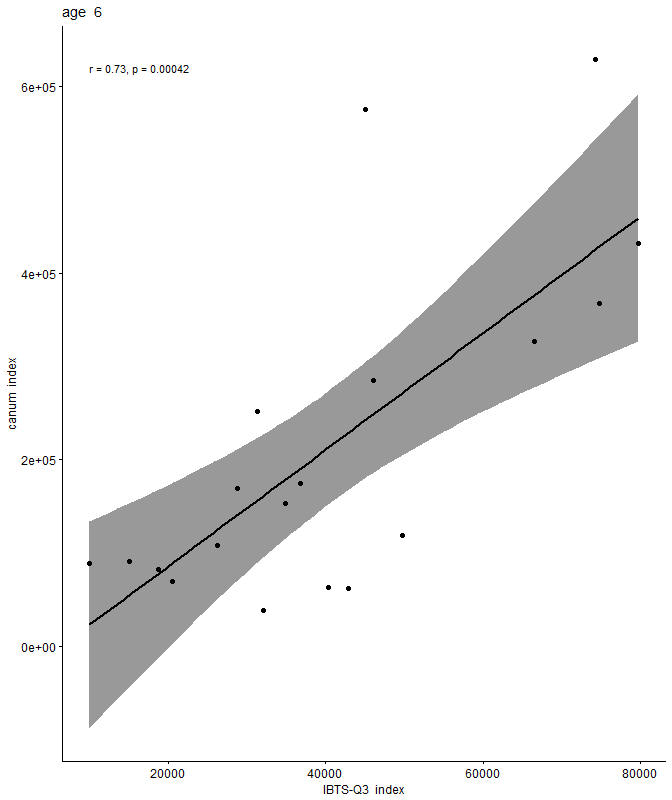 age 6
r = 0.73, p = 0.00042
6e+05
4e+05
2e+05
0e+00
canum index
20000 40000 60000 80000
IBTS-Q3 index